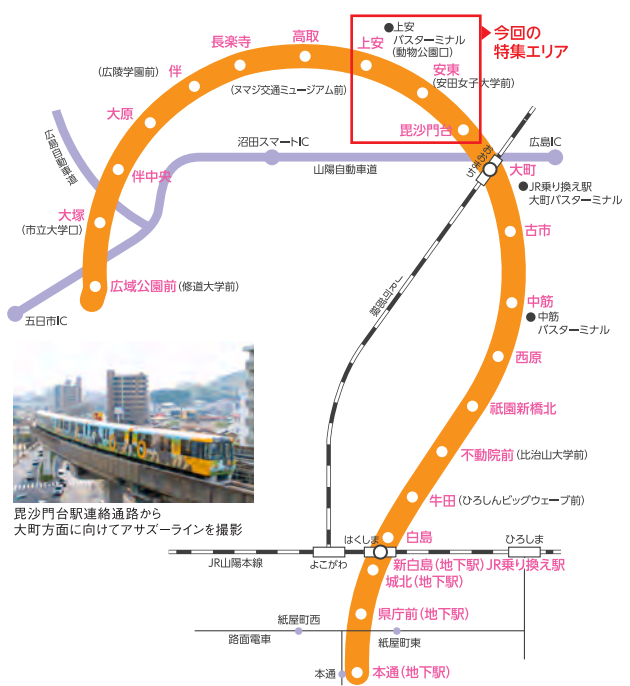 今回の
特集エリア
上安
バスターミナル
(動物公園口)
上安
高取
長楽寺
(広陵学園前)
伴
(ヌマジ交通ミュージアム前)
安東
(安田女子大学前)
毘沙門台
大原
広島自動車道
沼田スマートIC
山陽自動車道
広島IC
おおまち
大町
JR乗り換え駅
大町バスターミナル
伴中央
大塚
(市立大学口)
古市
広域公園前(修道大学前)
JR可部線
中筋
中筋
バスターミナル
五日市IC
西原
祇園新橋北
不動院前(比治山大学前)
牛田(ひろしんビッグウェーブ前)
毘沙門台駅連絡通路から
大町方面に向けてアサズーラインを撮影
白島
はくしま
ひろしま
JR山陽本線
よこがわ
新白島(地下駅)JR乗り換え駅
城北(地下駅)
県庁前(地下駅)
紙屋町西
路面電車
紙屋町東
本通
本通(地下駅)